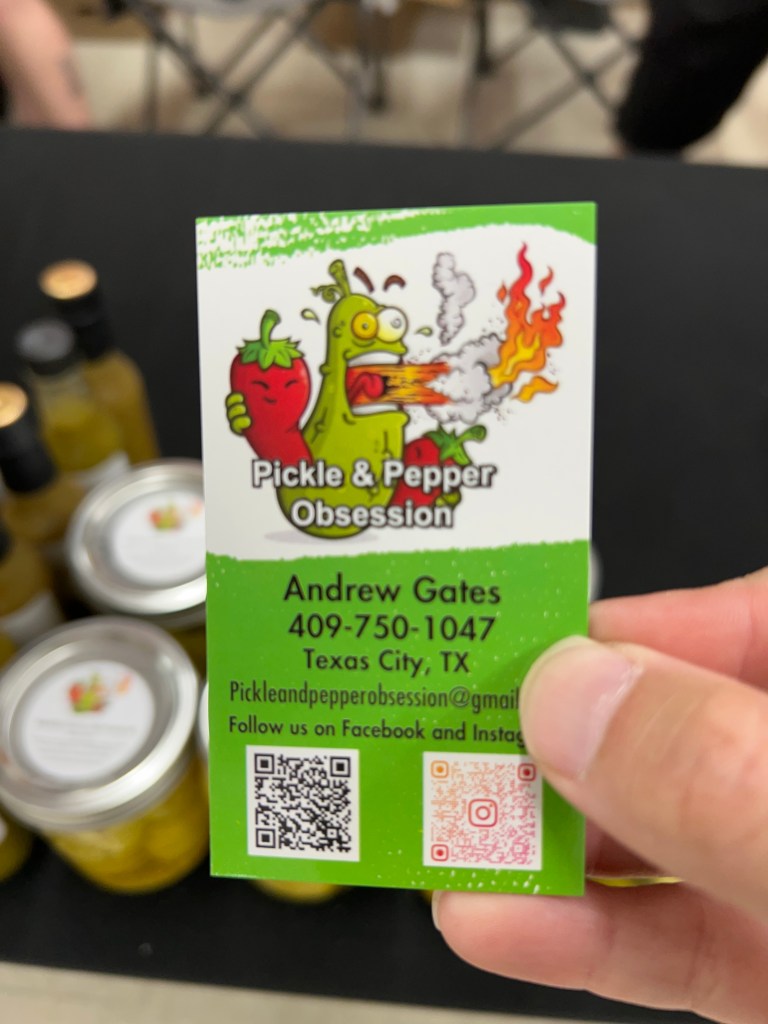 Pickle & Pepper
Obsession
Andrew Gates
409-750-1047
Texas City, TX
Pickleandpepperobsession@gmail
Follow us on Facebook and Instag